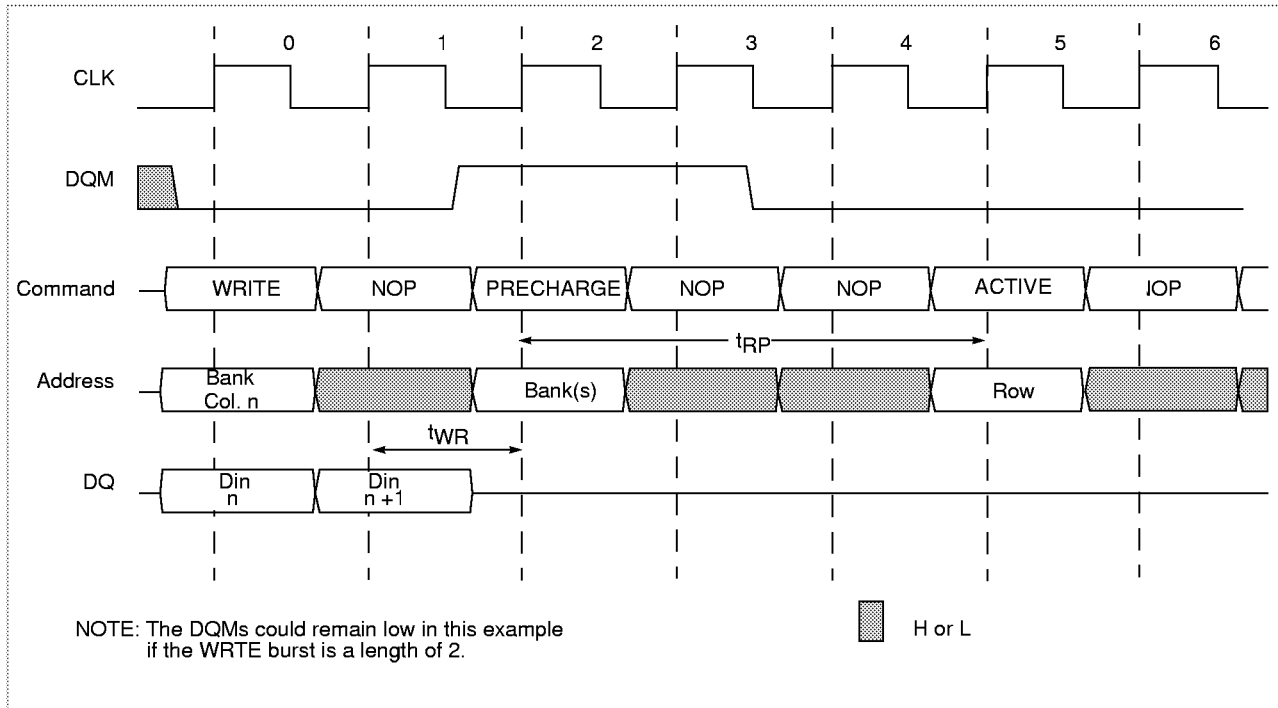 0 1 2 3 4 5 6
CLK
DQM
Command WRITE NOP PRECHARGE NOP NOP ACTIVE IOP
tRP
Address Bank Col. n Bank(s) Row
tWR
DQ Din n Din n +1
NOTE: The DQMs could remain low in this example
if the WRTE burst is a length of 2.
H or L